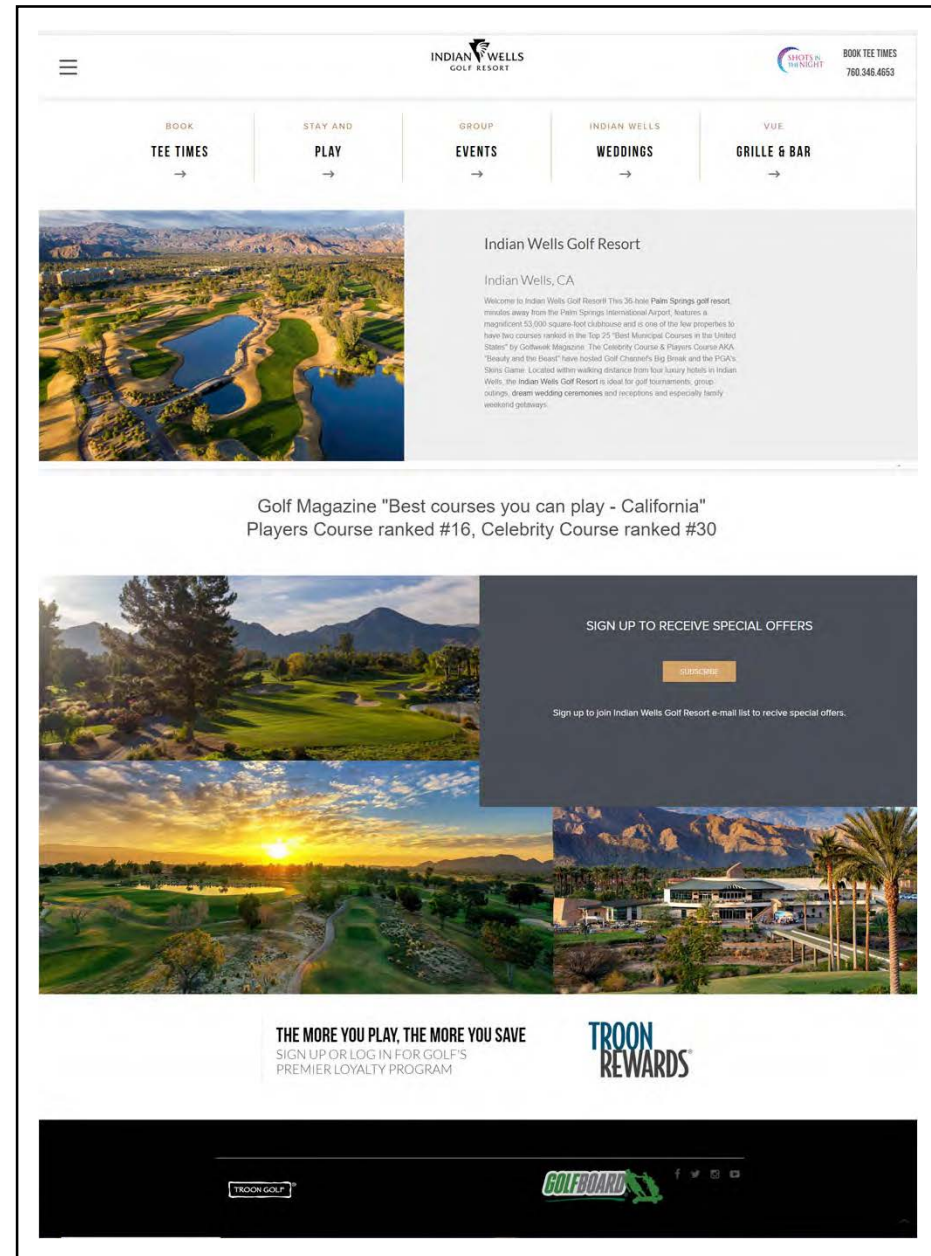 INDIAN WELLS
GOLF RESORT
SHOTS IN
THE NIGHT
BOOK TEE TIMES
760.346.4653
BOOK
TEE TIMES
STAY AND
PLAY
GROUP
EVENTS
INDIAN WELLS
WEDDINGS
VUE
GRILLE & BAR
Indian Wells Golf Resort
Indian Wells, CA
Welcome to Indian Wells Golf Resort! This 36-hole Palm Springs golf resort,
minutes away from the Palm Springs International Airport, features a
magnificent 53,000 square-foot clubhouse and is one of the few properties to
have two courses ranked in the Top 25 "Best Municipal Courses in the United
States" by Golfweek Magazine. The Celebrity Course & Players Course AKA
"Beauty and the Beast" have hosted Golf Channel's Big Break and the PGA's
Skins Game. Located within walking distance from four luxury hotels in Indian
Wells, the Indian Wells Golf Resort is ideal for golf tournaments, group
outings, dream wedding ceremonies and receptions and especially family
weekend getaways.
Golf Magazine "Best courses you can play - California"
Players Course ranked #16, Celebrity Course ranked #30
SIGN UP TO RECEIVE SPECIAL OFFERS
SUBSCRIBE
Sign up to join Indian Wells Golf Resort e-mail list to recive special offers.
THE MORE YOU PLAY, THE MORE YOU SAVE
SIGN UP OR LOG IN FOR GOLF'S
PREMIER LOYALTY PROGRAM
TROON
REWARDS®
TROON GOLF®
GOLFBOARD